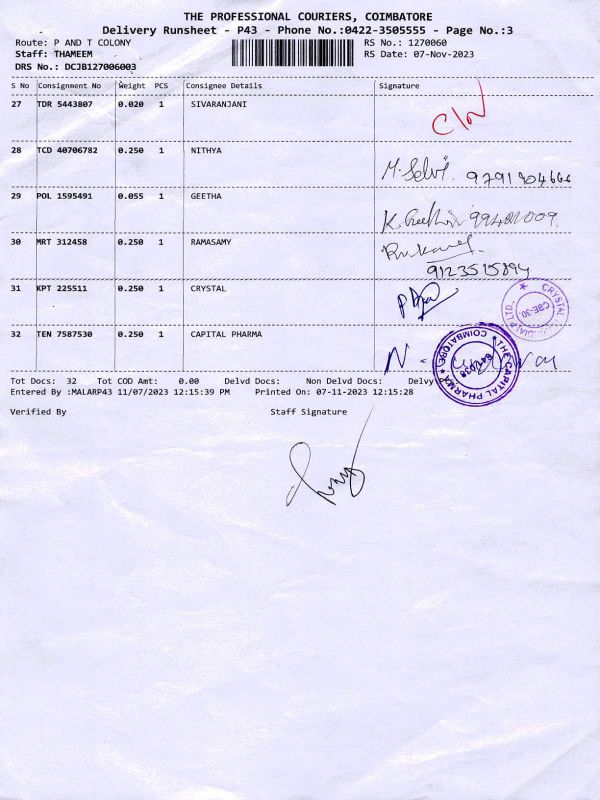 THE PROFESSIONAL COURIERS, COIMBATORE
Delivery Runsheet - P43 - Phone No.:0422-3505555 - Page No.:3
Route: P AND T COLONY RS No.: 1270060
Staff: THAMEEM RS Date: 07-Nov-2023
DRS No.: DCJB127006003
S No Consignment No Weight PCS Consignee Details Signature
27 TDR 5443807 0.020 1 SIVARANJANI
28 TCD 40706782 0.250 1 NITHYA
M. Selvi 9791904666
29 POL 1595491 0.055 1 GEETHA
30 MRT 312458 0.250 1 RAMASAMY
9123515894
31 KPT 225511 0.250 1 CRYSTAL
CRYSTAL
P LTD.,
CBE-30.
32 TEN 7587530 0.250 1 CAPITAL PHARMA
★ THE CAPITAL PHARMA ★ COIMBATORE
Tot Docs: 32 Tot COD Amt: 0.00 Delvd Docs: Non Delvd Docs:
Entered By :MALARP43 11/07/2023 12:15:39 PM Printed On: 07-11-2023 12:15:28
Verified By Staff Signature